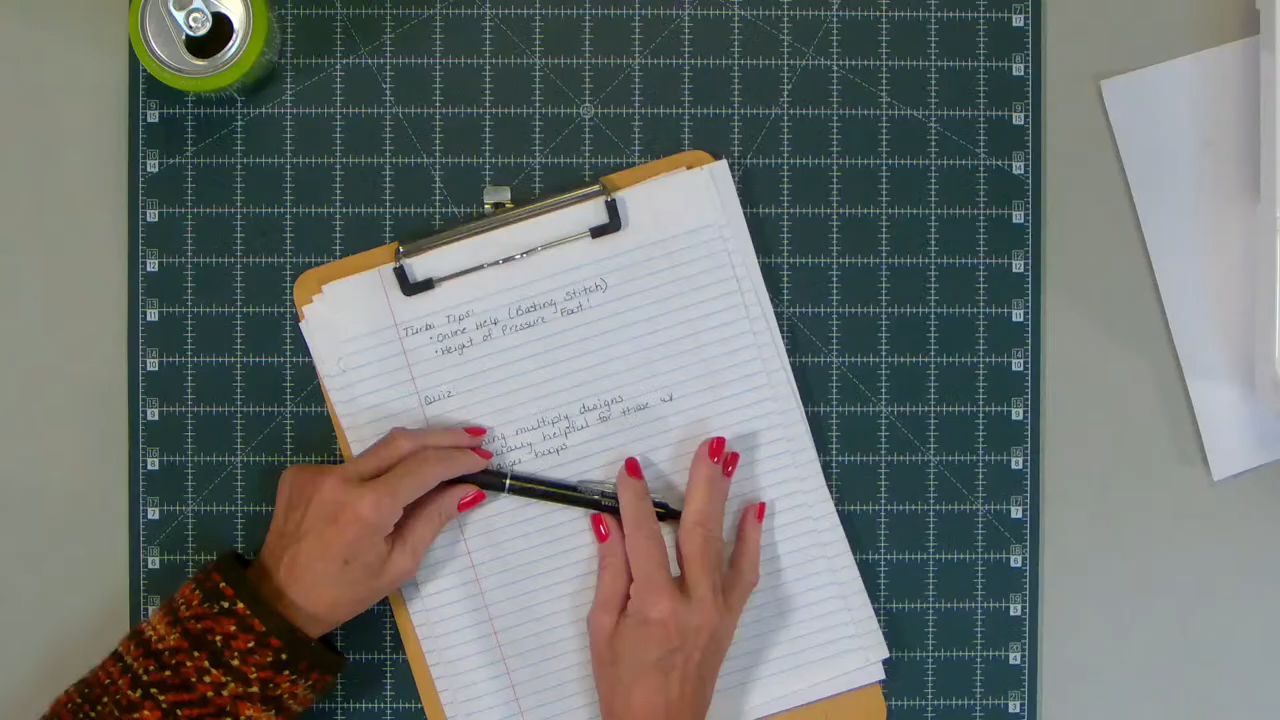 Turbo Tips:
• Online Help (Basting Stitch)
• Height of Pressure Foot!
Quiz
multiply designs
helpful for those w/
hoops